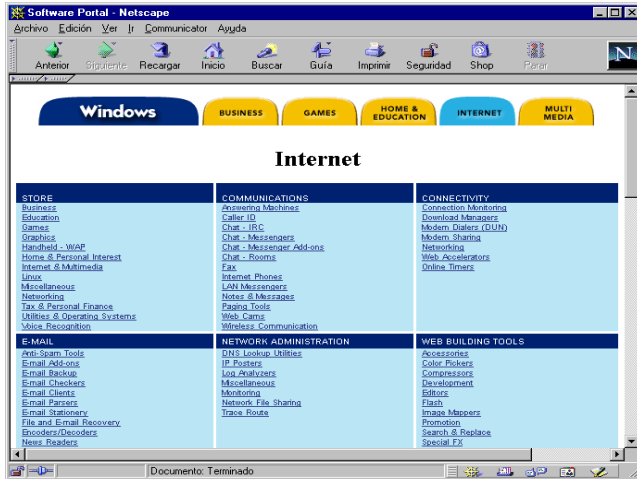 Software Portal - Netscape
Archivo Edición Ver Ir Communicator Ayuda
Anterior Siguiente Recargar Inicio Buscar Guía Imprimir Seguridad Shop Parar
N
Windows BUSINESS GAMES HOME & EDUCATION INTERNET MULTI MEDIA
Internet
STORE
Business
Education
Games
Graphics
Handheld - WAP
Home & Personal Interest
Internet & Multimedia
Linux
Miscellaneous
Networking
Tax & Personal Finance
Utilities & Operating Systems
Voice Recognition
COMMUNICATIONS
Answering Machines
Caller ID
Chat - IRC
Chat - Messengers
Chat - Messenger Add-ons
Chat - Rooms
Fax
Internet Phones
LAN Messengers
Notes & Messages
Paging Tools
Web Cams
Wireless Communication
CONNECTIVITY
Connection Monitoring
Download Managers
Modem Dialers (DUN)
Modem Sharing
Networking
Web Accelerators
Online Timers
E-MAIL
Anti-Spam Tools
E-mail Add-ons
E-mail Backup
E-mail Checkers
E-mail Clients
E-mail Parsers
E-mail Stationery
File and E-mail Recovery
Encoders/Decoders
News Readers
NETWORK ADMINISTRATION
DNS Lookup Utilities
IP Posters
Log Analyzers
Miscellaneous
Monitoring
Network File Sharing
Trace Route
WEB BUILDING TOOLS
Accessories
Color Pickers
Compressors
Development
Editors
Flash
Image Mappers
Promotion
Search & Replace
Special FX
Documento: Terminado